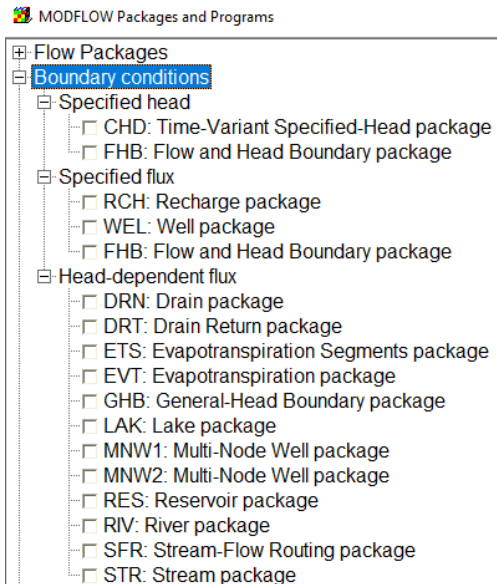 MODFLOW Packages and Programs
Flow Packages
Boundary conditions
Specified head
CHD: Time-Variant Specified-Head package
FHB: Flow and Head Boundary package
Specified flux
RCH: Recharge package
WEL: Well package
FHB: Flow and Head Boundary package
Head-dependent flux
DRN: Drain package
DRT: Drain Return package
ETS: Evapotranspiration Segments package
EVT: Evapotranspiration package
GHB: General-Head Boundary package
LAK: Lake package
MNW1: Multi-Node Well package
MNW2: Multi-Node Well package
RES: Reservoir package
RIV: River package
SFR: Stream-Flow Routing package
STR: Stream package